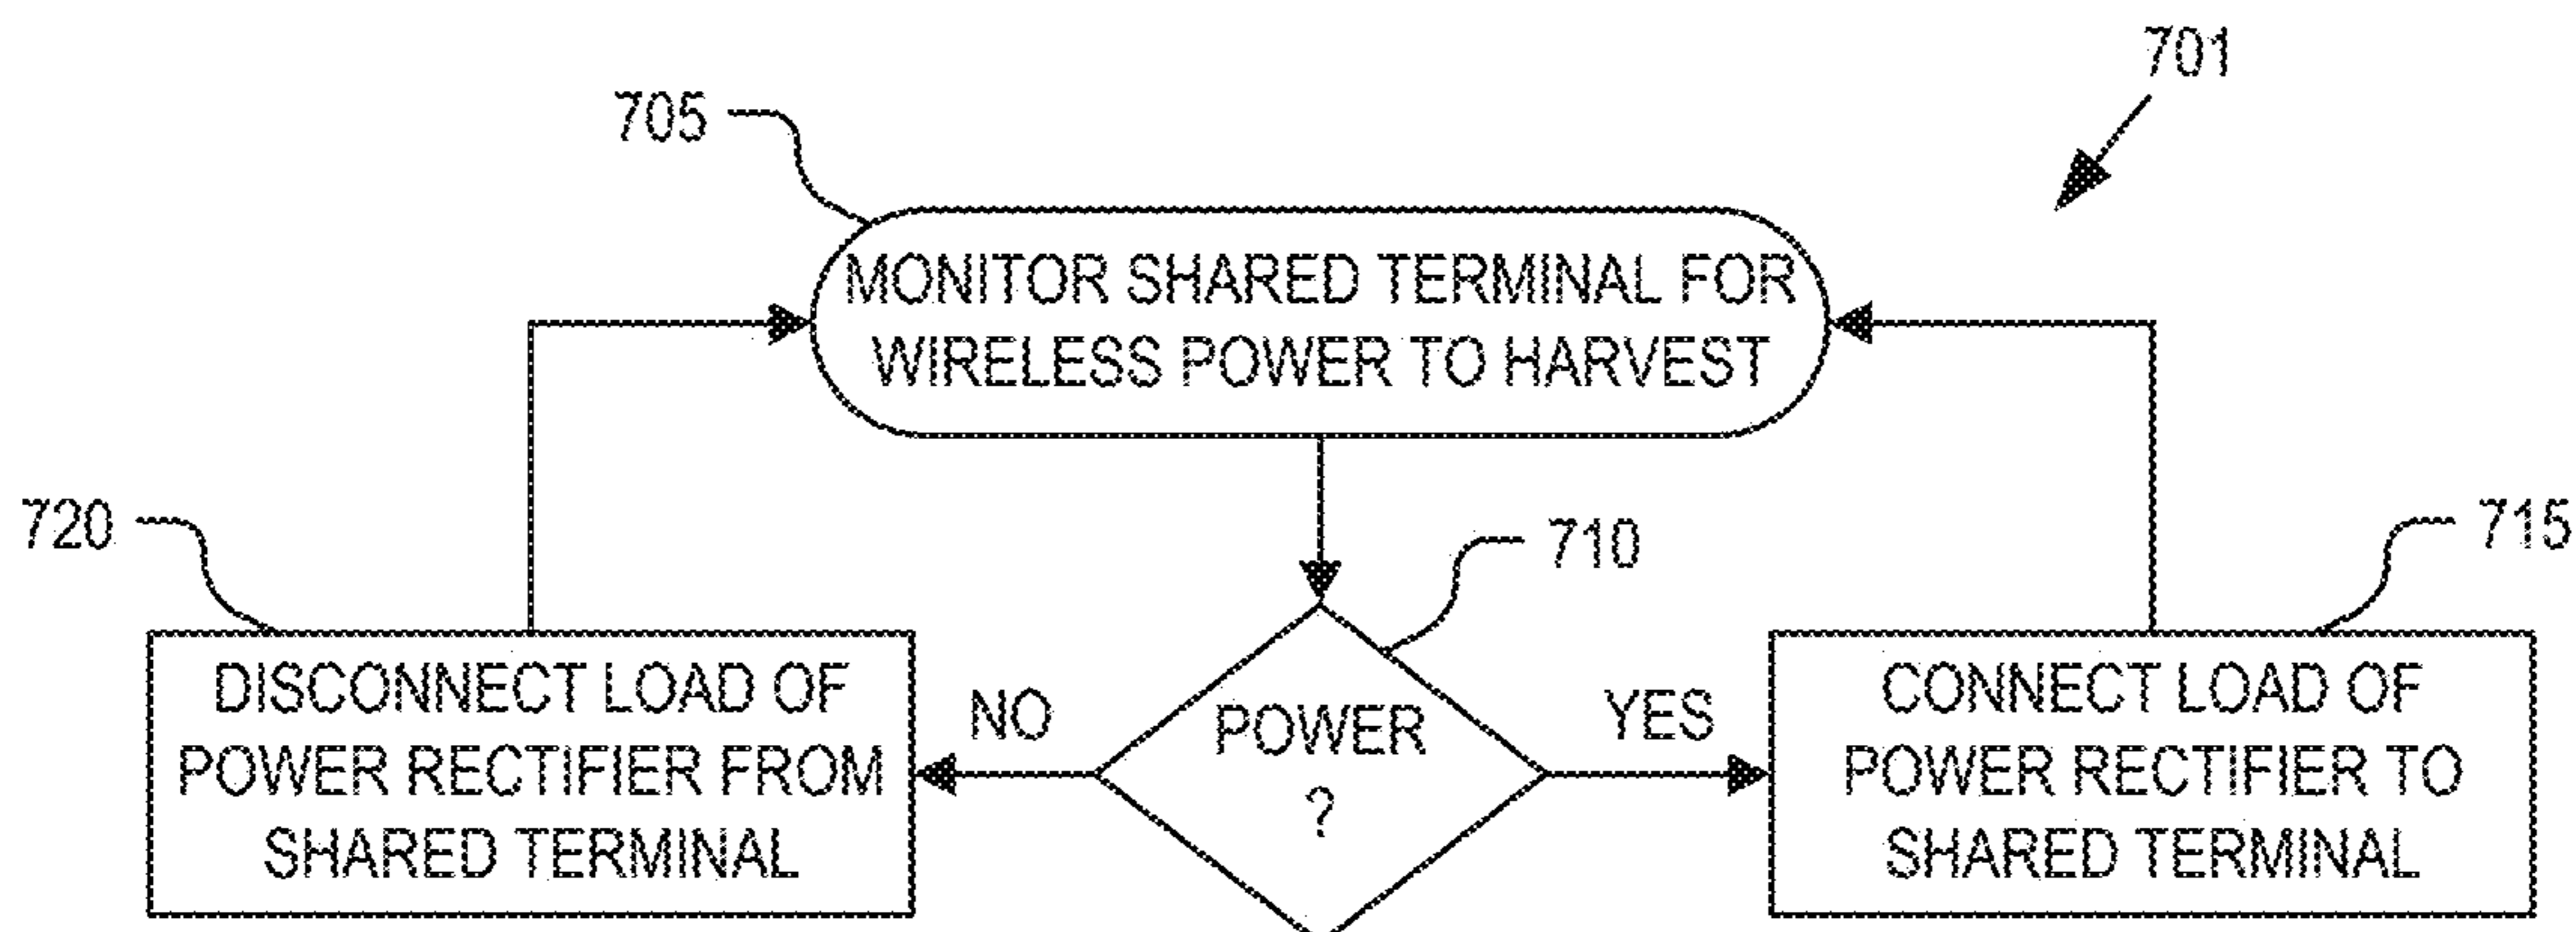 701
705
MONITOR SHARED TERMINAL FOR
WIRELESS POWER TO HARVEST
720
710
715
DISCONNECT LOAD OF
POWER RECTIFIER FROM
SHARED TERMINAL
NO
POWER
?
YES
CONNECT LOAD OF
POWER RECTIFIER TO
SHARED TERMINAL